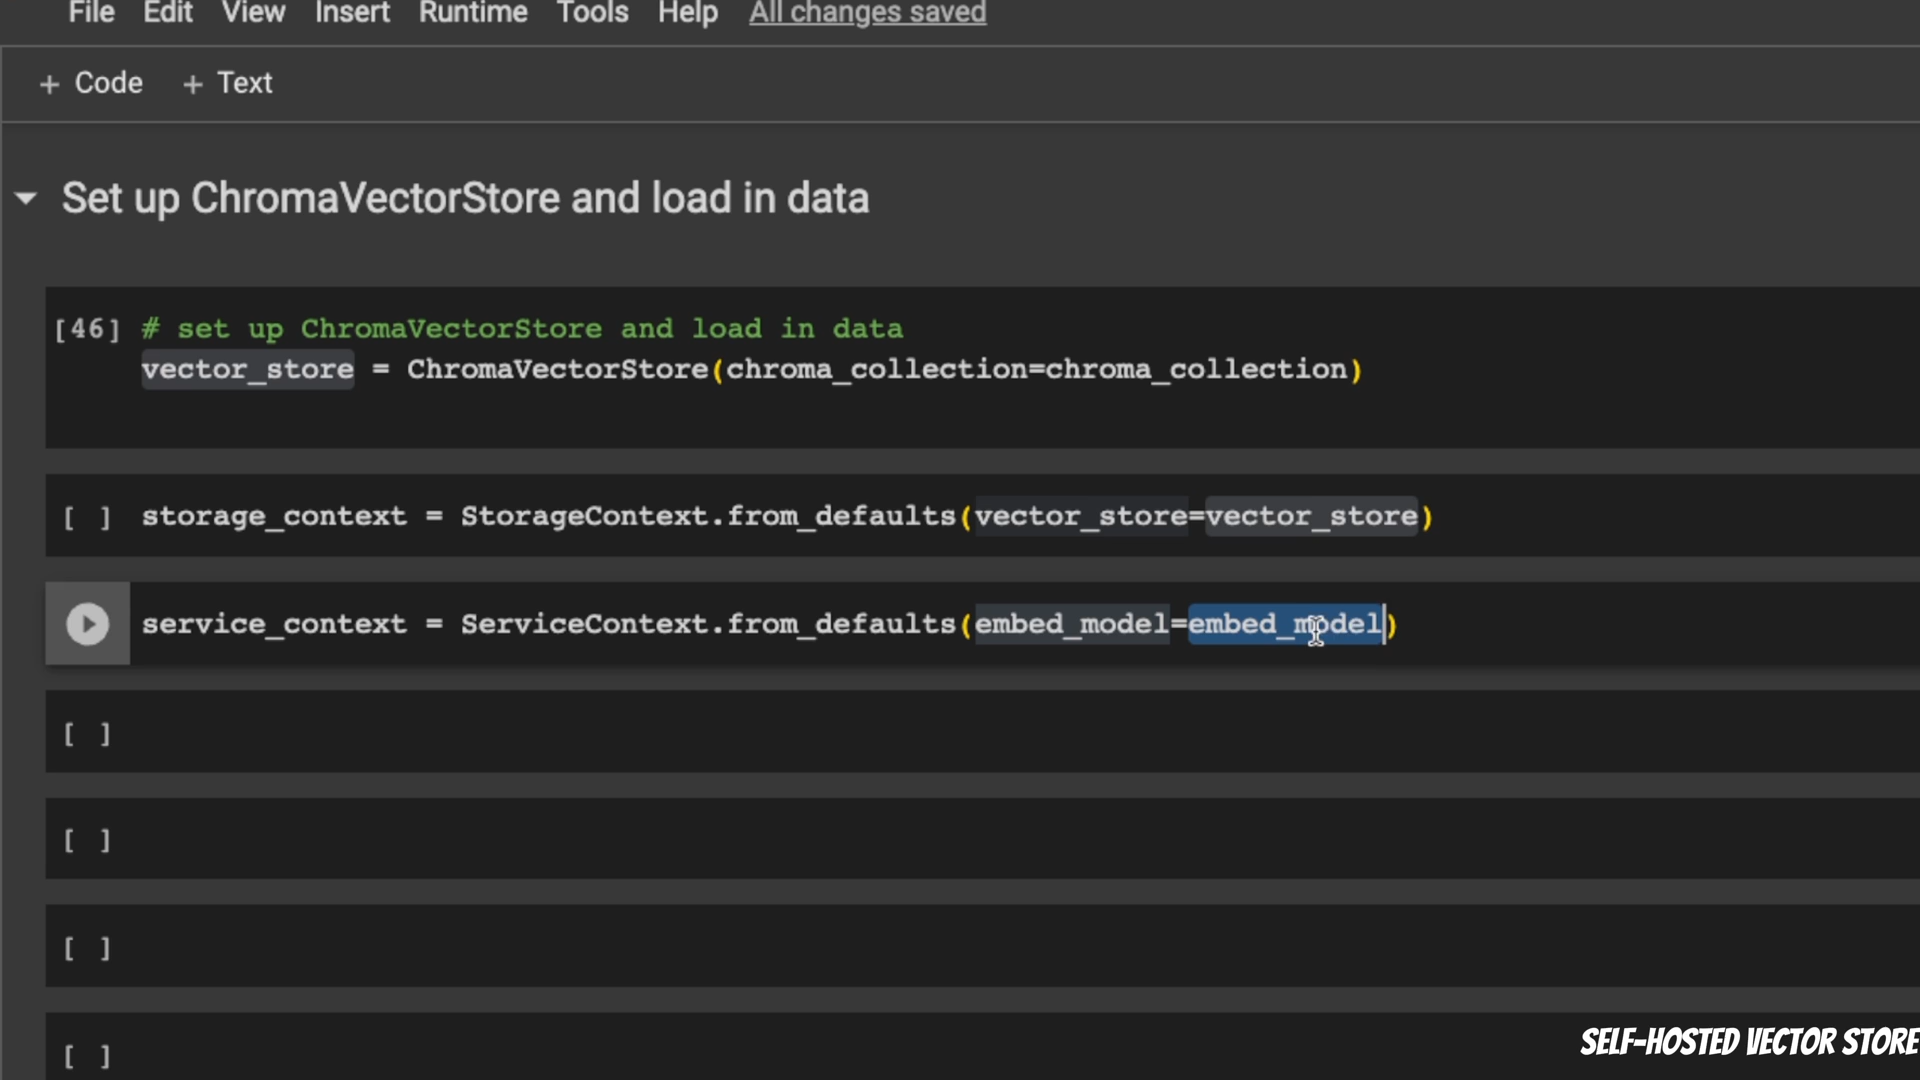 File Edit View Insert Runtime Tools Help All changes saved
+ Code + Text
Set up ChromaVectorStore and load in data
[46] # set up ChromaVectorStore and load in data
vector_store = ChromaVectorStore(chroma_collection=chroma_collection)
[ ] storage_context = StorageContext.from_defaults(vector_store=vector_store)
service_context = ServiceContext.from_defaults(embed_model=embed_model)
[ ]
[ ]
[ ]
[ ]
SELF-HOSTED VECTOR STORE